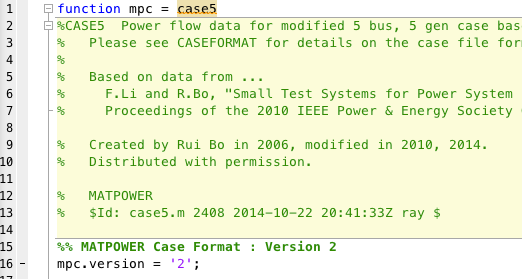 1 function mpc = case5
2 %CASE5 Power flow data for modified 5 bus, 5 gen case bas
3 % Please see CASEFORMAT for details on the case file for
4 %
5 % Based on data from ...
6 % F.Li and R.Bo, "Small Test Systems for Power System
7 % Proceedings of the 2010 IEEE Power & Energy Society
8
9 % Created by Rui Bo in 2006, modified in 2010, 2014.
10 % Distributed with permission.
11
12 % MATPOWER
13 % $Id: case5.m 2408 2014-10-22 20:41:33Z ray $
14
15 %% MATPOWER Case Format : Version 2
16 - mpc.version = '2';
17